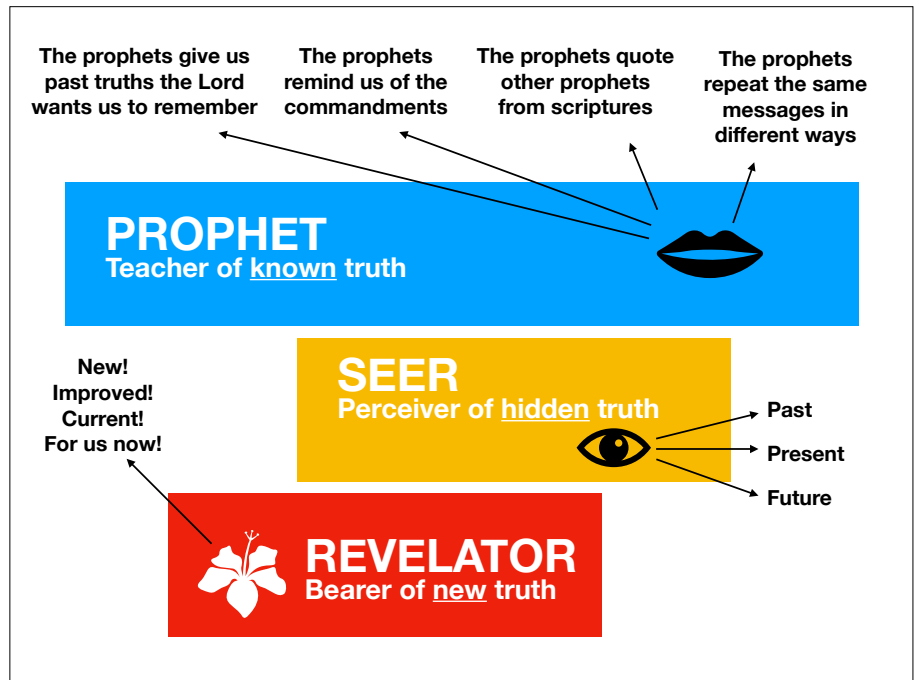 The prophets give us
past truths the Lord
wants us to remember
The prophets
remind us of the
commandments
The prophets quote
other prophets
from scriptures
The prophets
repeat the same
messages in
different ways
PROPHET
Teacher of known truth
SEER
Perceiver of hidden truth
Past
Present
Future
New!
Improved!
Current!
For us now!
REVELATOR
Bearer of new truth